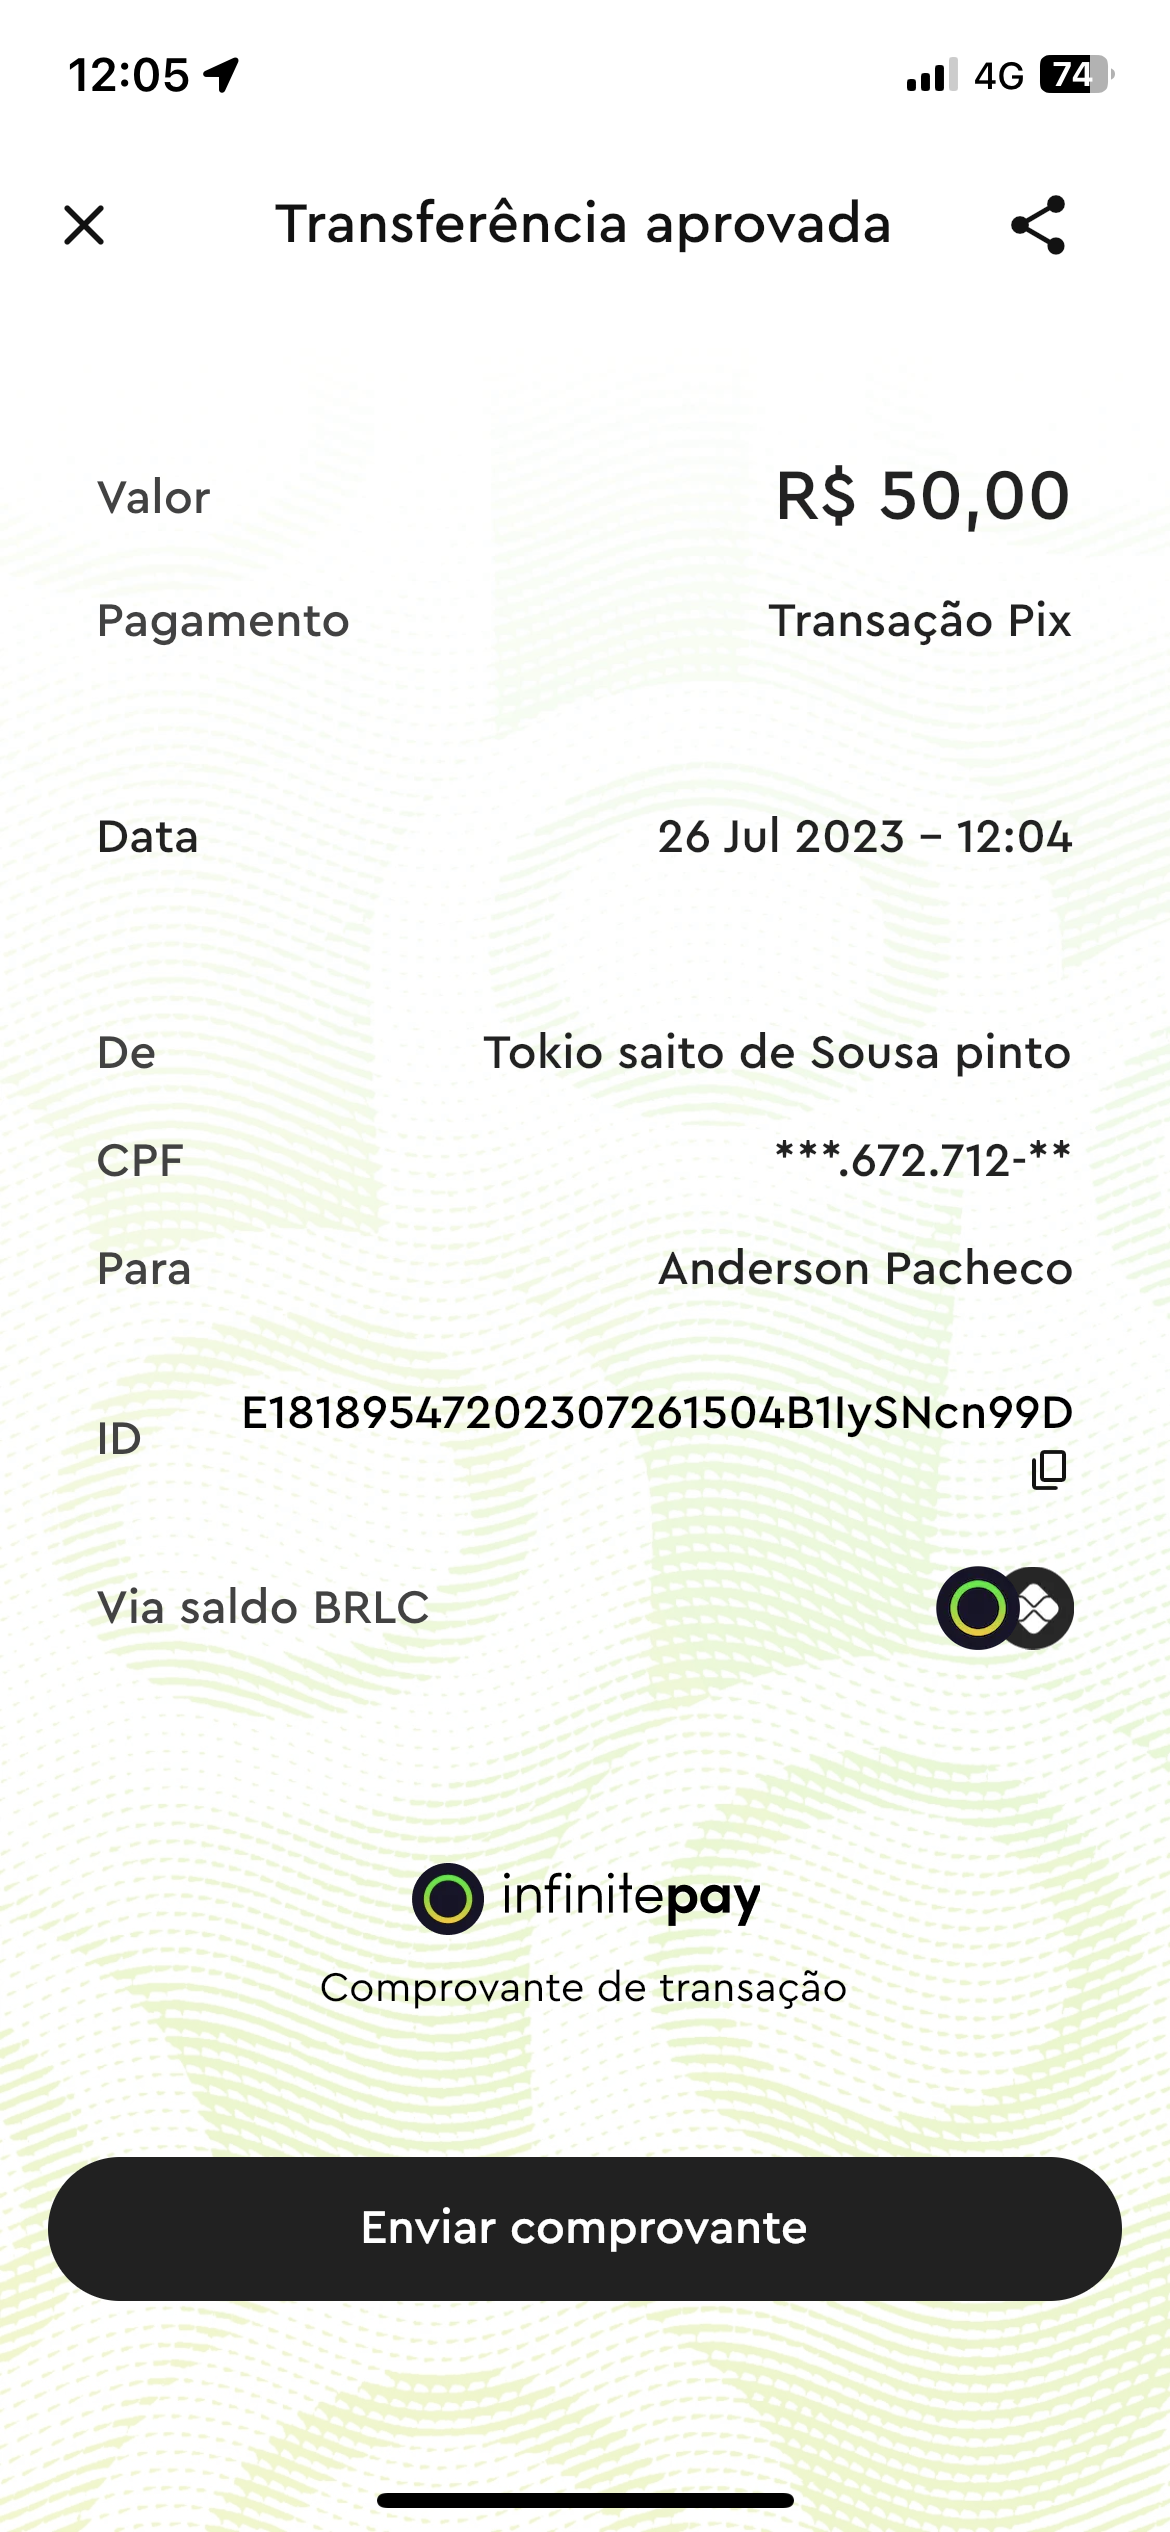 12:05
4G
74
Transferência aprovada
Valor
R$ 50,00
Pagamento
Transação Pix
Data
26 Jul 2023 – 12:04
De
Tokio saito de Sousa pinto
CPF
***.672.712-**
Para
Anderson Pacheco
ID
E18189547202307261504B1IySNcn99D
Via saldo BRLC
infinitepay
Comprovante de transação
Enviar comprovante